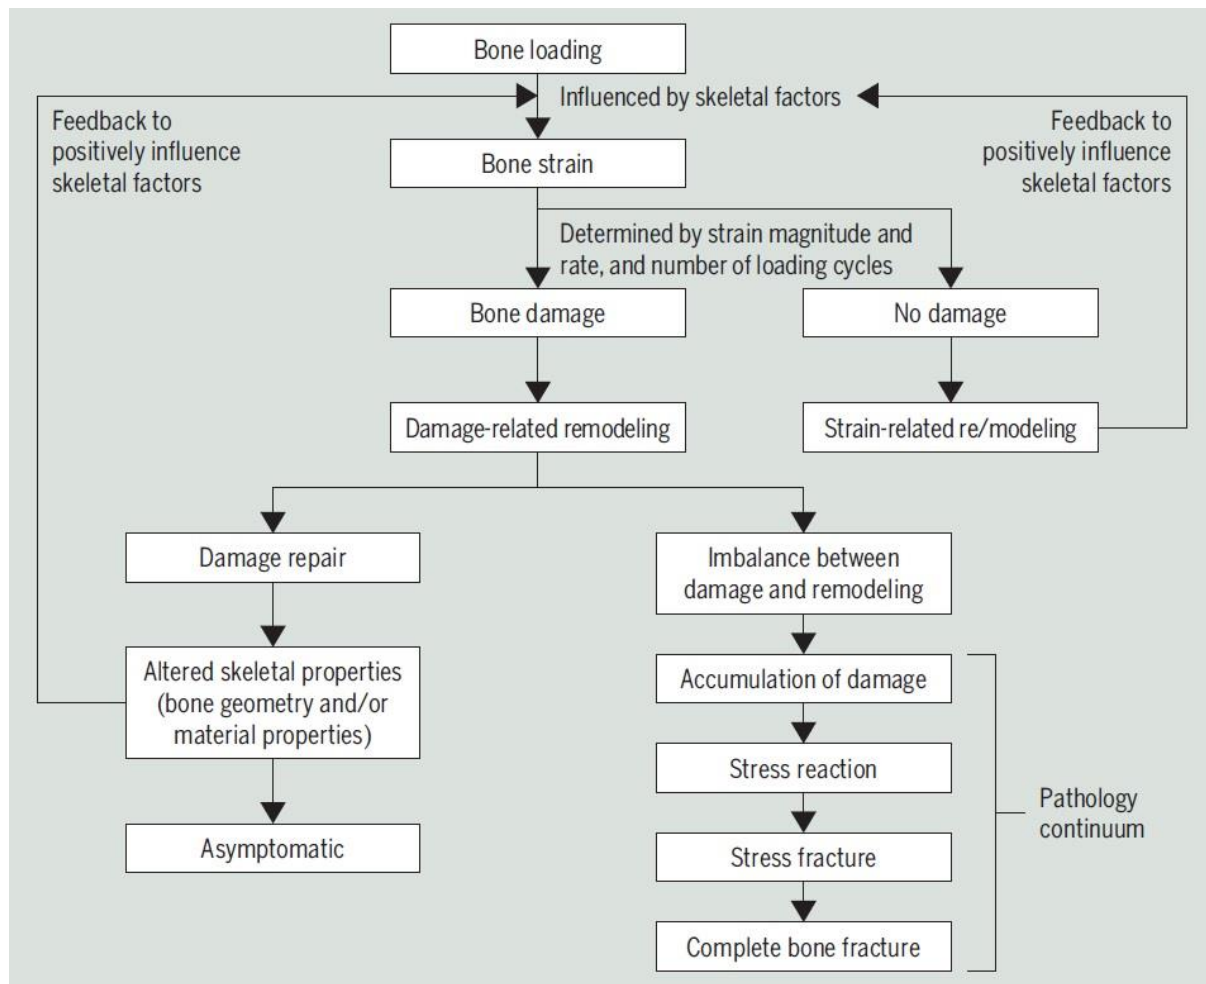 Bone loading
Influenced by skeletal factors
Feedback to
positively influence
skeletal factors
Feedback to
positively influence
skeletal factors
Bone strain
Determined by strain magnitude and
rate, and number of loading cycles
Bone damage
No damage
Damage-related remodeling
Strain-related re/modeling
Damage repair
Imbalance between
damage and remodeling
Altered skeletal properties
(bone geometry and/or
material properties)
Accumulation of damage
Stress reaction
Pathology
continuum
Asymptomatic
Stress fracture
Complete bone fracture